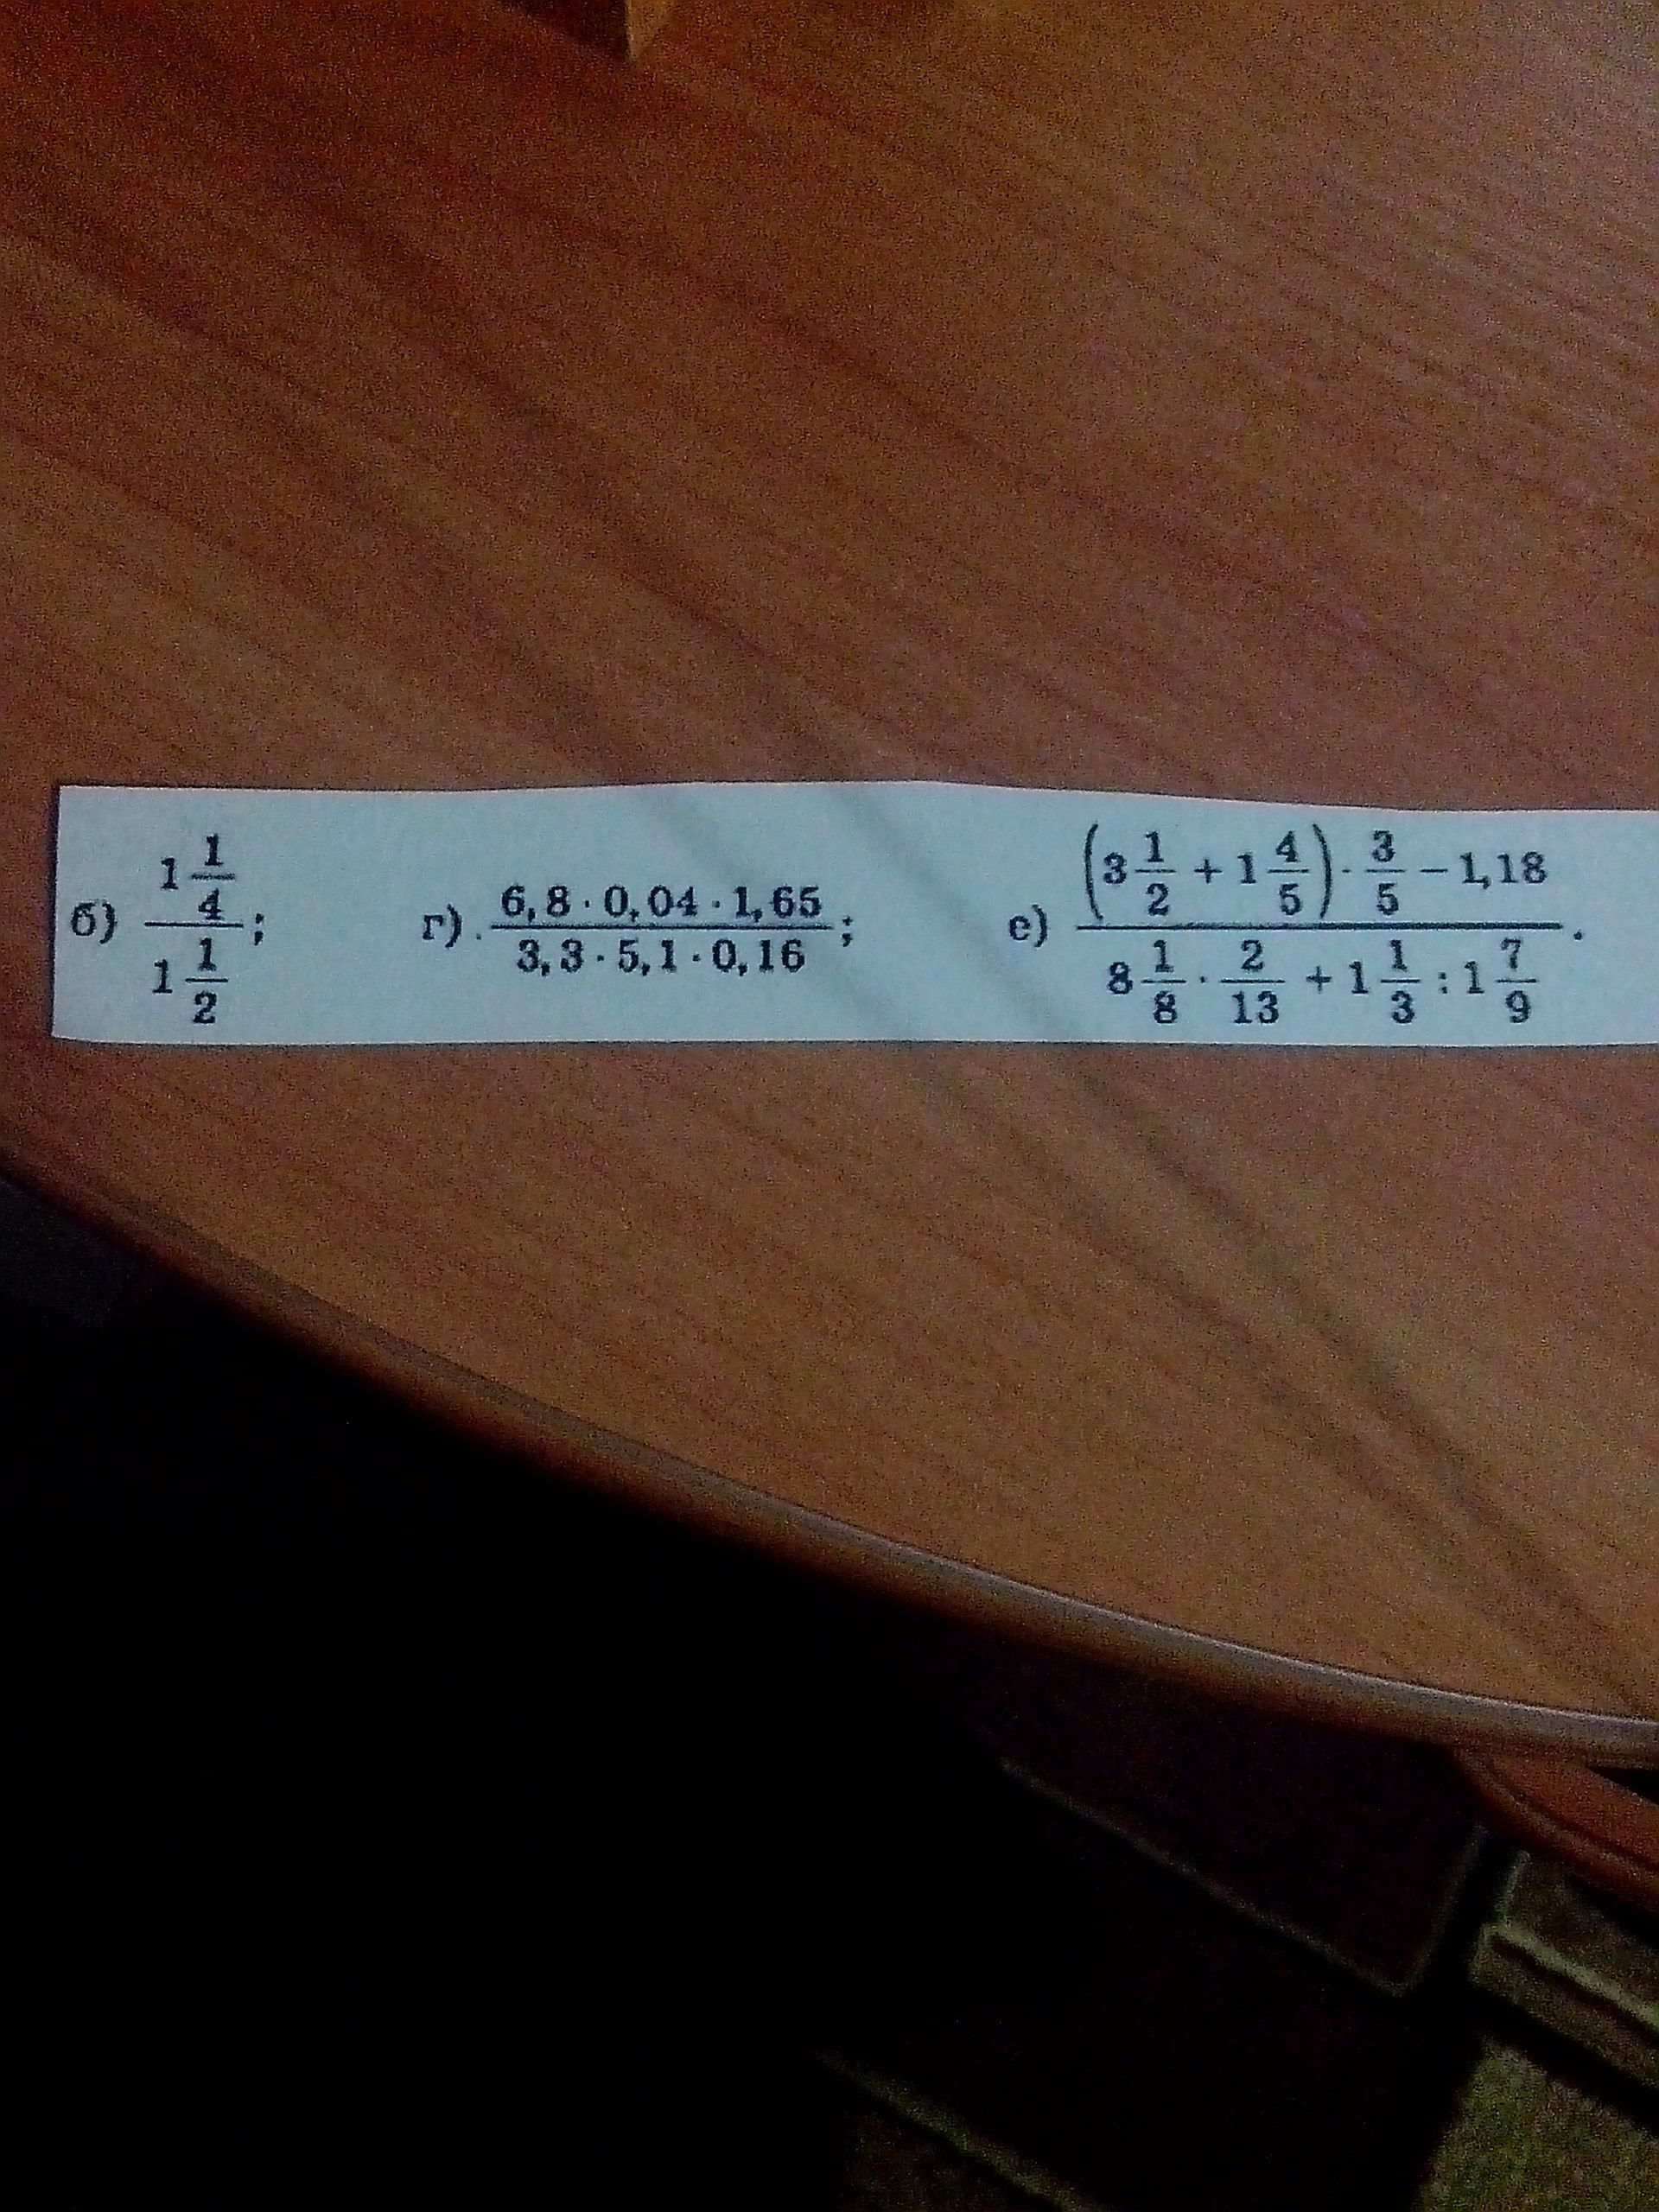 б) 1 1/4 / 1 1/2 ; г) . 6,8 · 0,04 · 1,65 / 3,3 · 5,1 · 0,16 ; е) (3 1/2 + 1 4/5) · 3/5 − 1,18 / 8 1/8 · 2/13 + 1 1/3 : 1 7/9 .